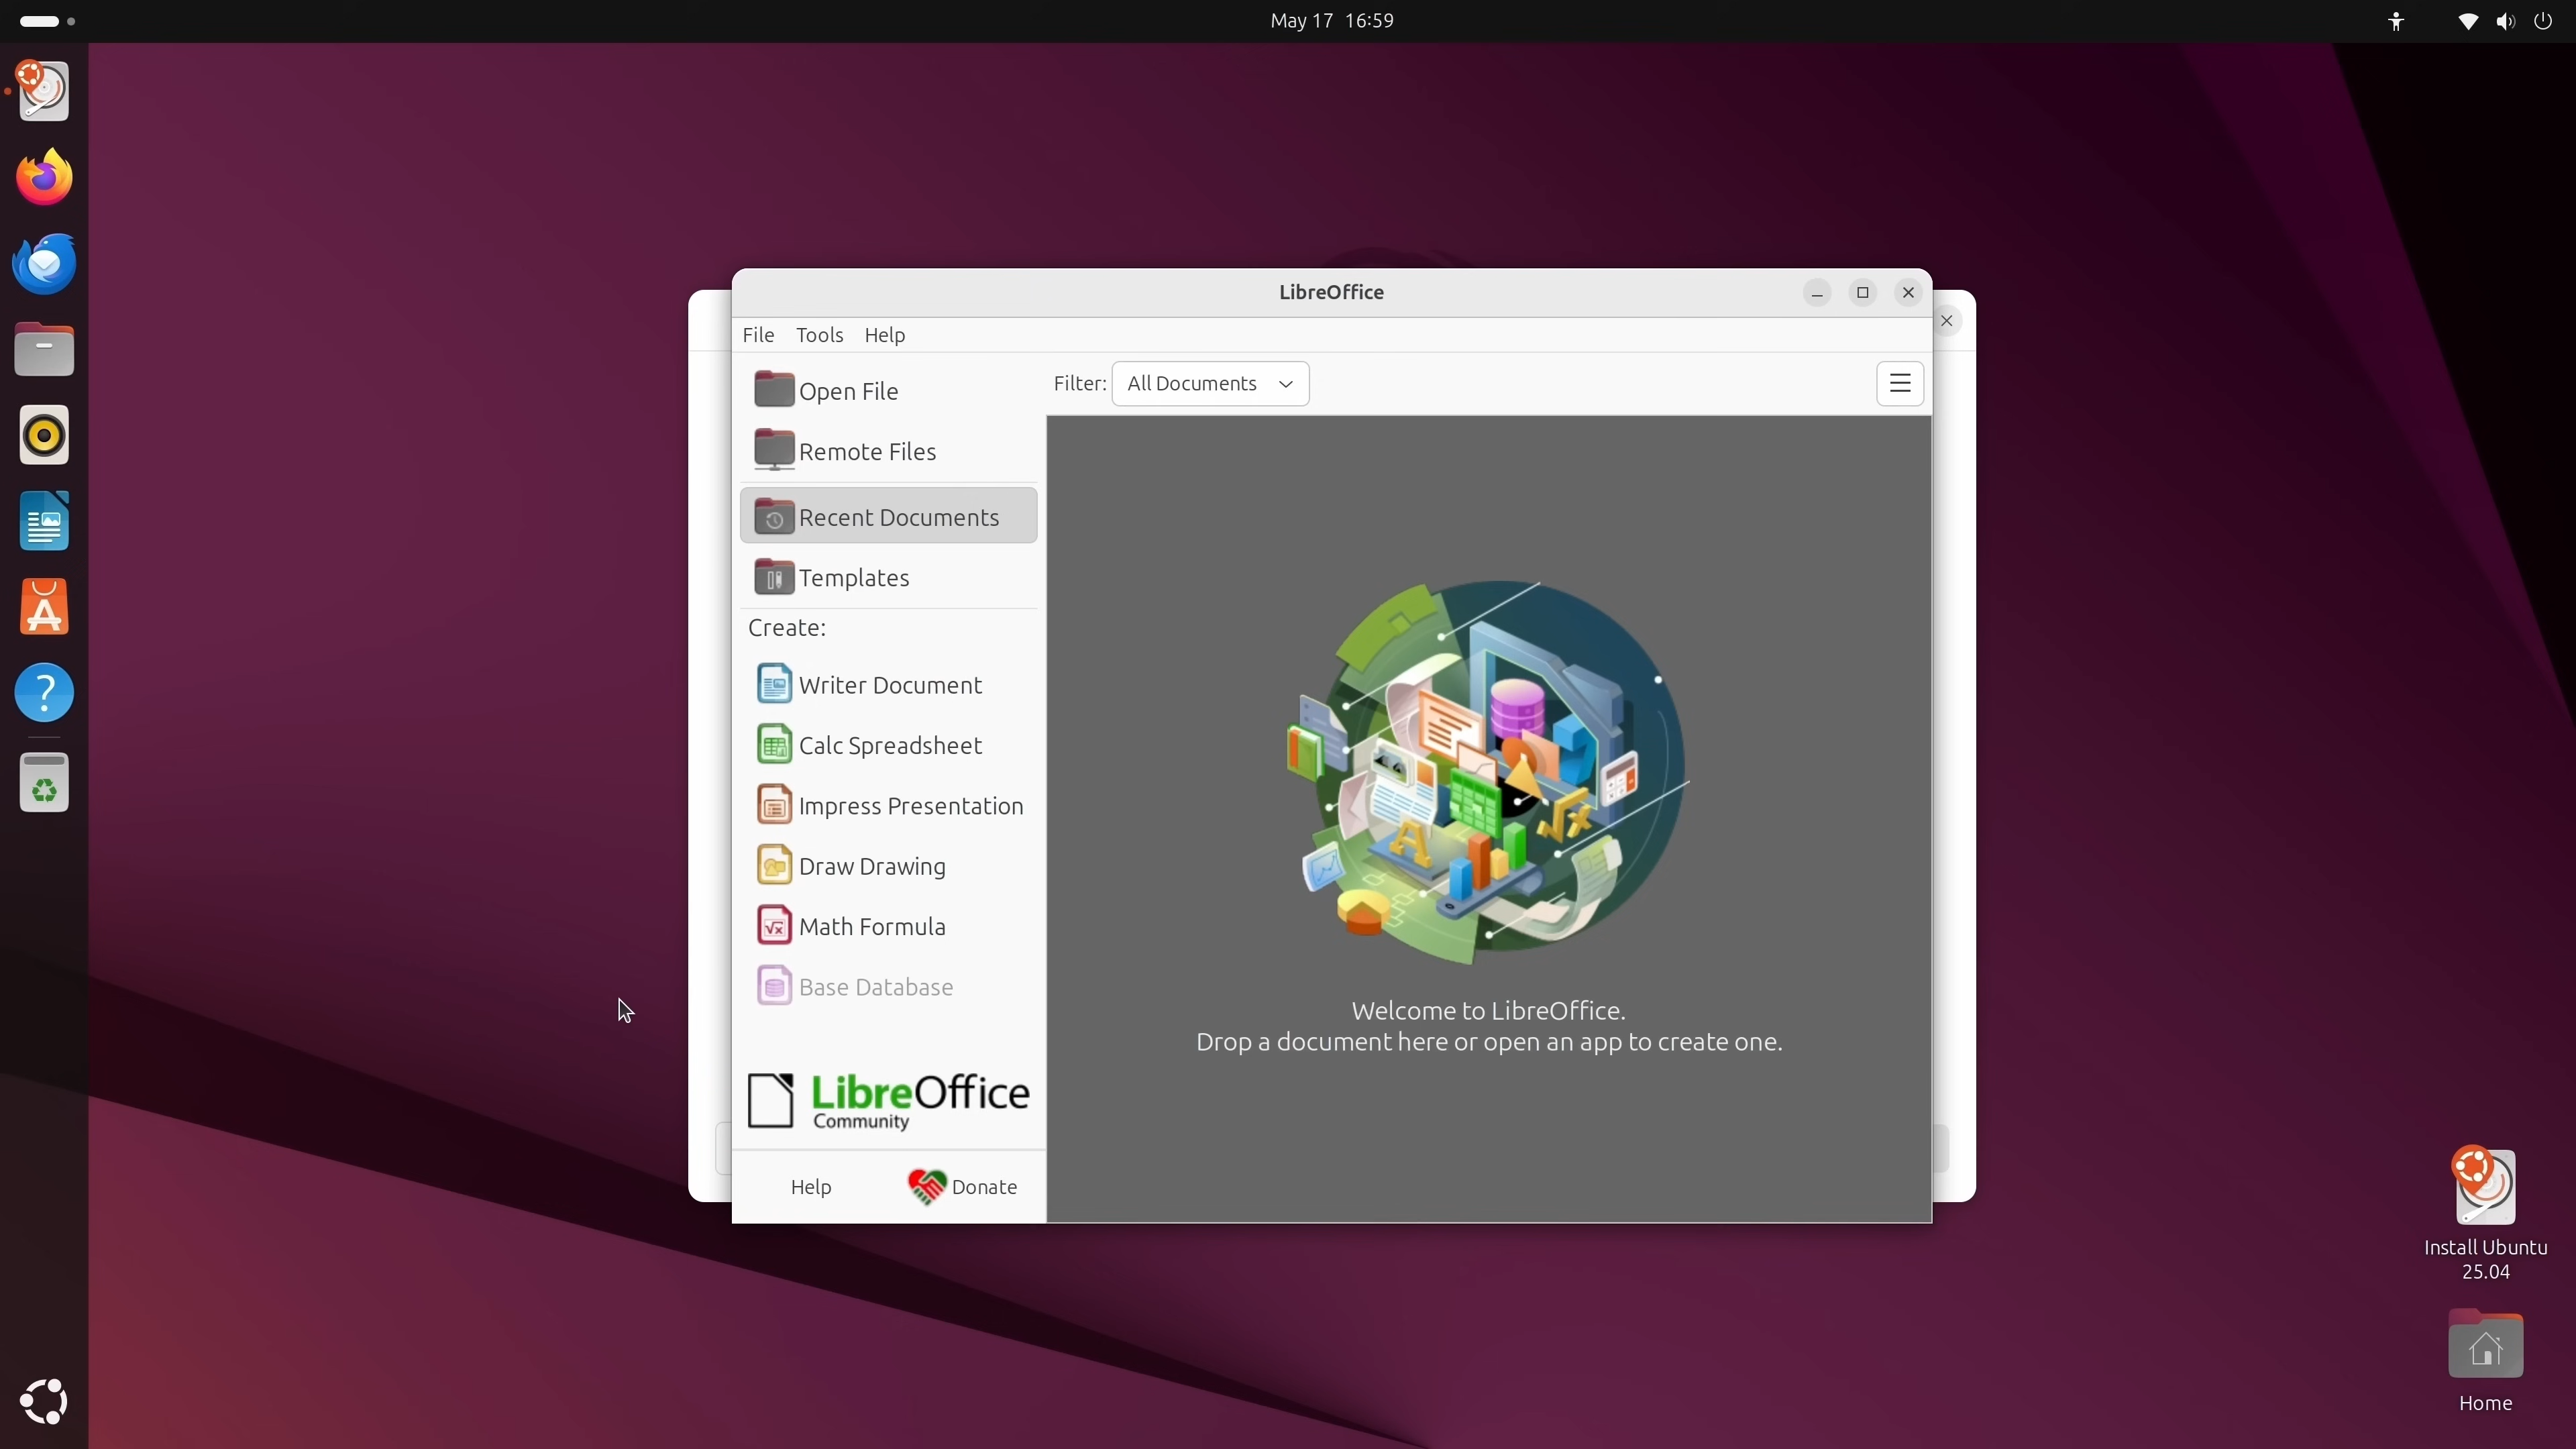 May 17 16:59
LibreOffice
File Tools Help
Open File
Filter: All Documents
Remote Files
Recent Documents
Templates
Create:
Writer Document
Calc Spreadsheet
Impress Presentation
Draw Drawing
Math Formula
Base Database
Welcome to LibreOffice.
Drop a document here or open an app to create one.
LibreOffice
Community
Help
Donate
Install Ubuntu
25.04
Home